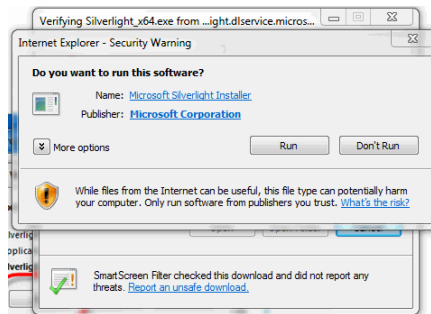 Verifying Silverlight_x64.exe from ...ight.dlservice.micros...
Internet Explorer - Security Warning
Do you want to run this software?
Name: Microsoft Silverlight Installer
Publisher: Microsoft Corporation
More options
Run
Don't Run
While files from the Internet can be useful, this file type can potentially harm
your computer. Only run software from publishers you trust. What's the risk?
SmartScreen Filter checked this download and did not report any
threats. Report an unsafe download.